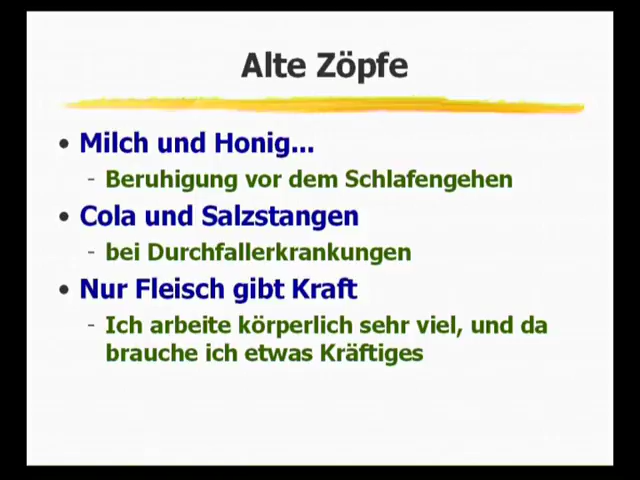 Alte Zöpfe
• Milch und Honig...
- Beruhigung vor dem Schlafengehen
• Cola und Salzstangen
- bei Durchfallerkrankungen
• Nur Fleisch gibt Kraft
- Ich arbeite körperlich sehr viel, und da
brauche ich etwas Kräftiges